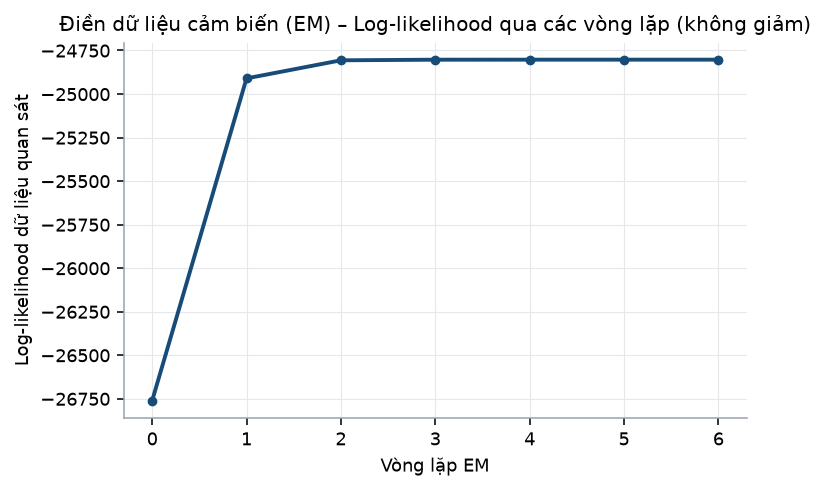 Điền dữ liệu cảm biến (EM) – Log-likelihood qua các vòng lặp (không giảm)
Log-likelihood dữ liệu quan sát
−24750
−25000
−25250
−25500
−25750
−26000
−26250
−26500
−26750
0 1 2 3 4 5 6
Vòng lặp EM